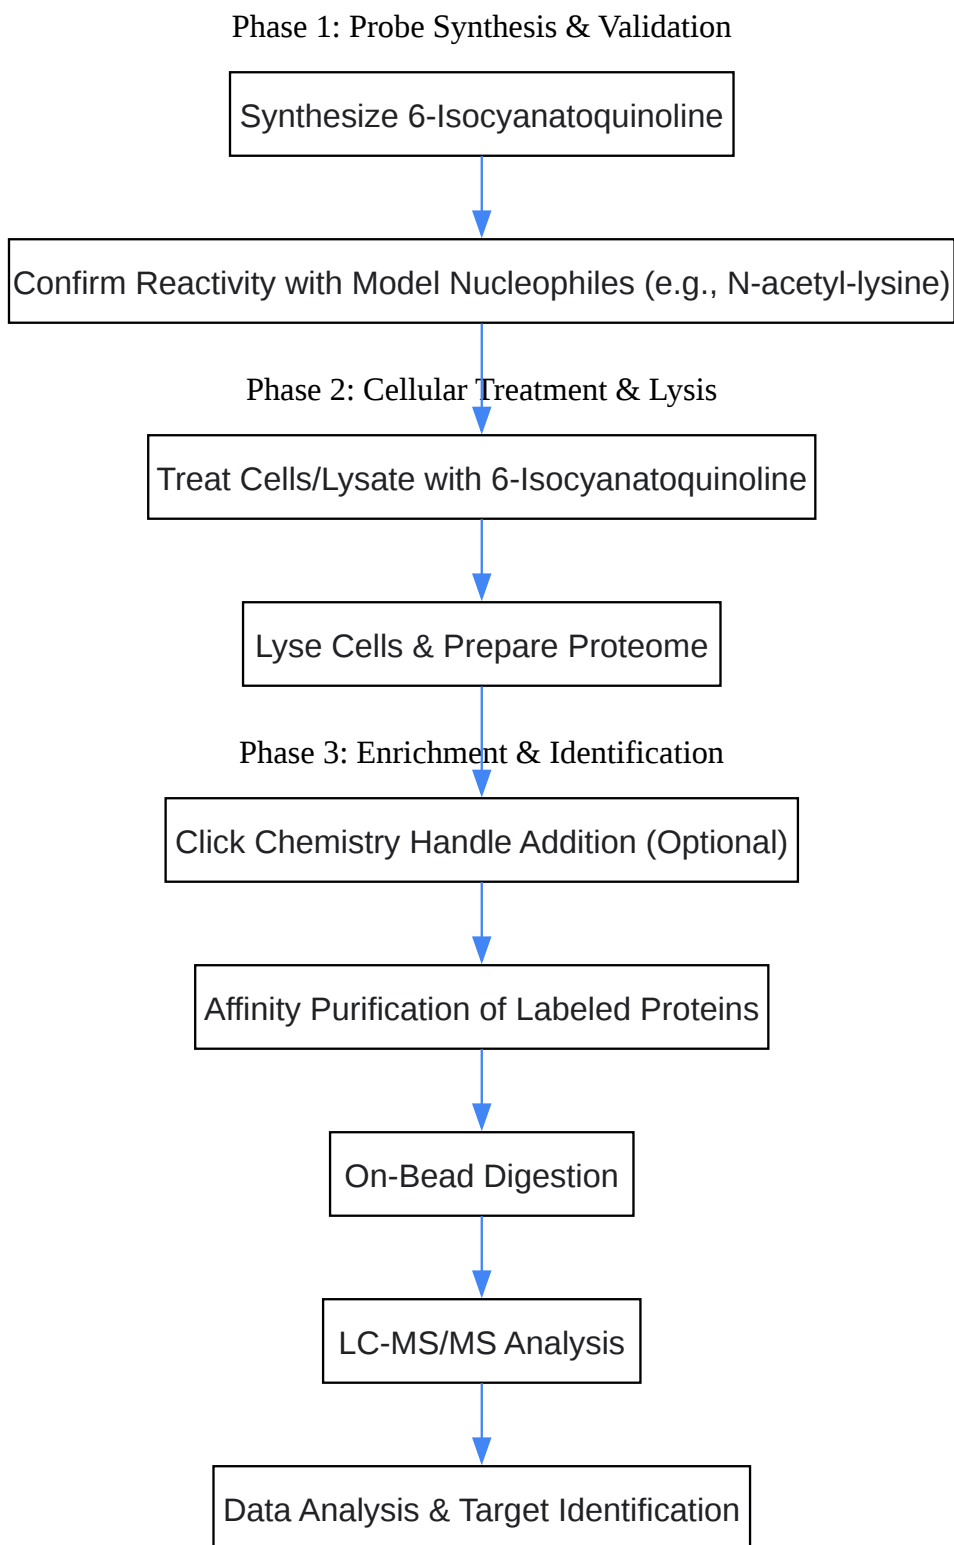 Phase 1: Probe Synthesis & Validation
Synthesize 6-Isocyanatoquinoline
Confirm Reactivity with Model Nucleophiles (e.g., N-acetyl-lysine)
Phase 2: Cellular Treatment & Lysis
Treat Cells/Lysate with 6-Isocyanatoquinoline
Lyse Cells & Prepare Proteome
Phase 3: Enrichment & Identification
Click Chemistry Handle Addition (Optional)
Affinity Purification of Labeled Proteins
On-Bead Digestion
LC-MS/MS Analysis
Data Analysis & Target Identification